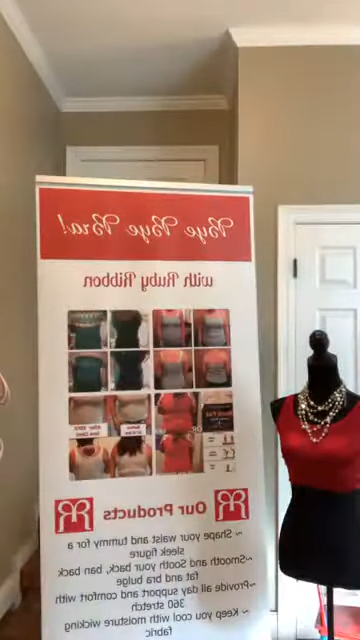 Bye Bye Bra!
with Ruby Ribbon
Our Products
~ Shape your waist and tummy for a
sleek figure
~Smooth and South your back, ban back
fat and bra bulge
~Provide all day support and comfort with
360 stretch
~ Keep you cool with moisture wicking
fabric